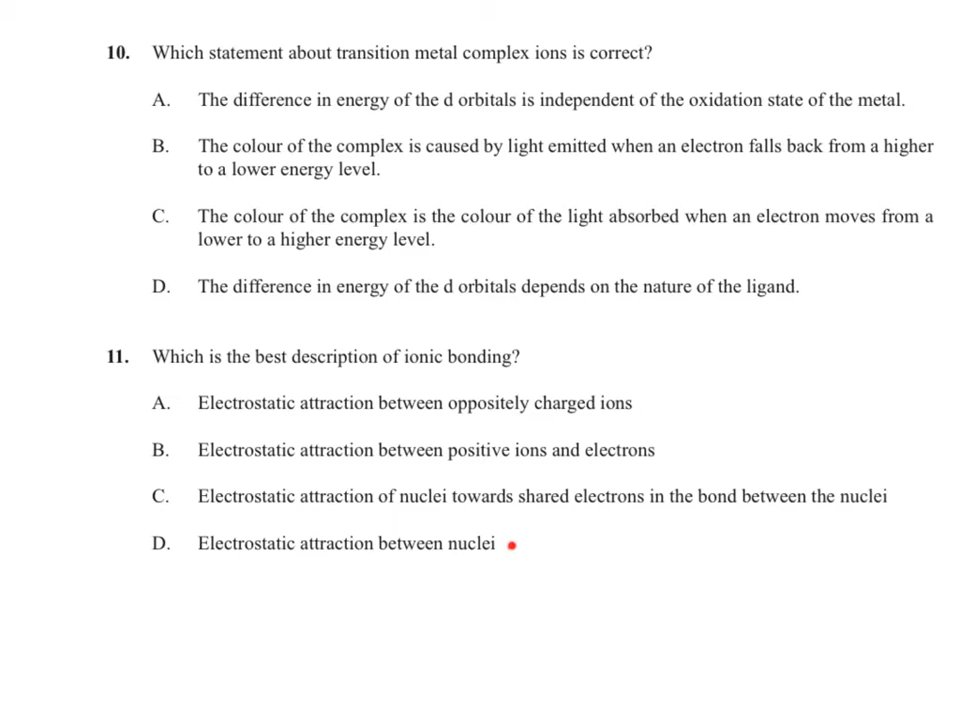 10. Which statement about transition metal complex ions is correct?
A. The difference in energy of the d orbitals is independent of the oxidation state of the metal.
B. The colour of the complex is caused by light emitted when an electron falls back from a higher
to a lower energy level.
C. The colour of the complex is the colour of the light absorbed when an electron moves from a
lower to a higher energy level.
D. The difference in energy of the d orbitals depends on the nature of the ligand.
11. Which is the best description of ionic bonding?
A. Electrostatic attraction between oppositely charged ions
B. Electrostatic attraction between positive ions and electrons
C. Electrostatic attraction of nuclei towards shared electrons in the bond between the nuclei
D. Electrostatic attraction between nuclei